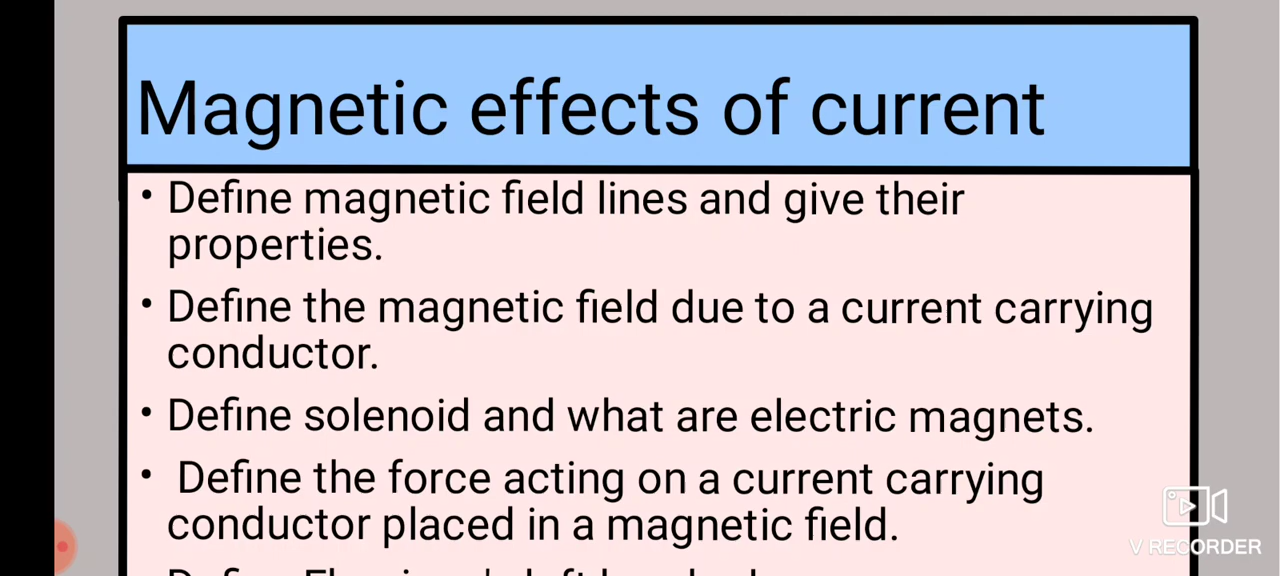 Magnetic effects of current
• Define magnetic field lines and give their
properties.
• Define the magnetic field due to a current carrying
conductor.
• Define solenoid and what are electric magnets.
• Define the force acting on a current carrying
conductor placed in a magnetic field.
V RECORDER